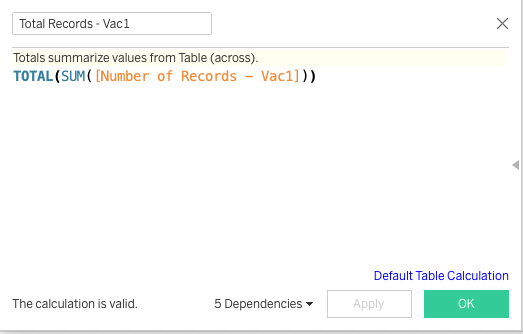 Total Records - Vac1
Totals summarize values from Table (across).
TOTAL(SUM([Number of Records – Vac1]))
Default Table Calculation
The calculation is valid.
5 Dependencies
Apply
OK